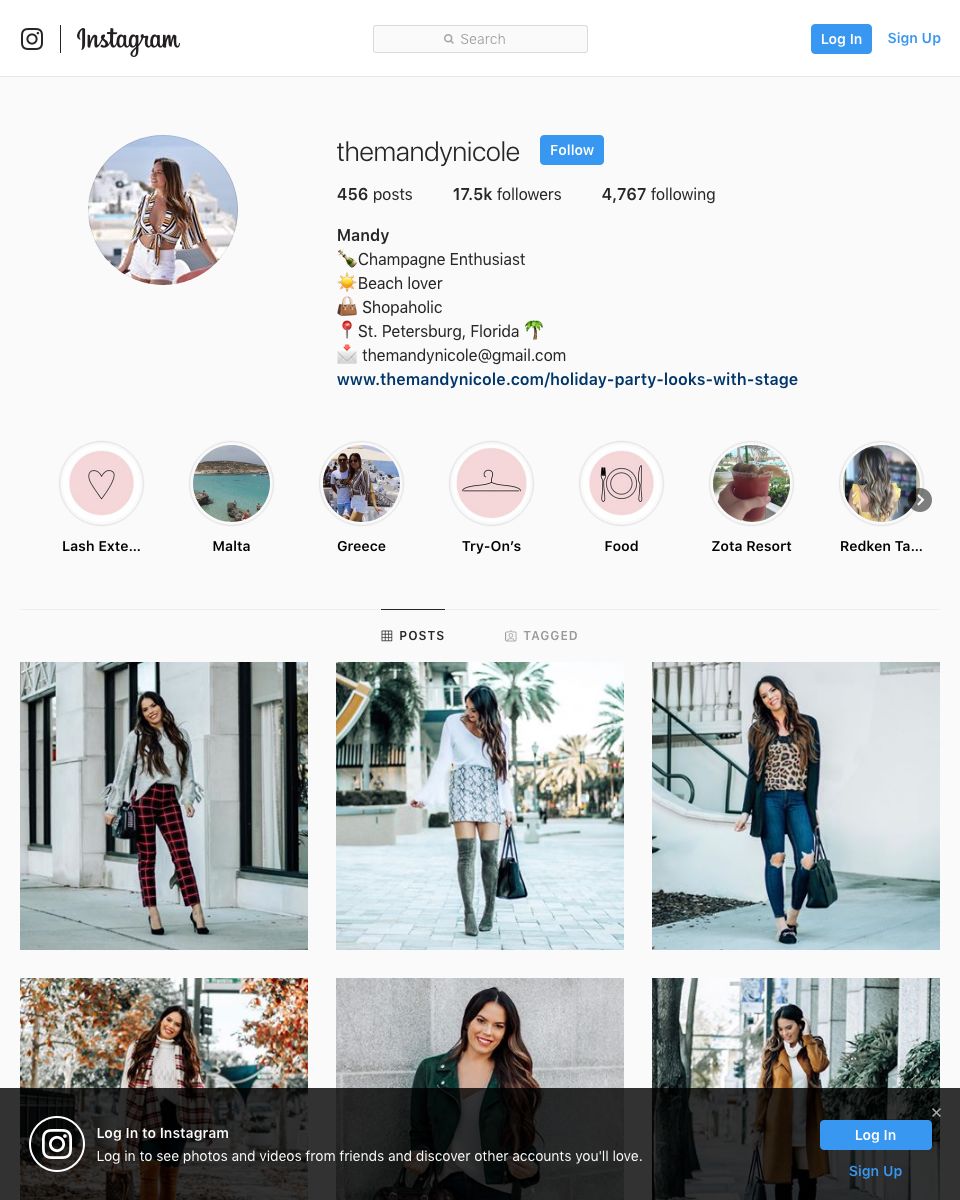 Instagram
Search
Log In
Sign Up
themandynicole
Follow
456 posts
17.5k followers
4,767 following
Mandy
🍾Champagne Enthusiast
☀️Beach lover
👜 Shopaholic
📍St. Petersburg, Florida 🌴
📩 themandynicole@gmail.com
www.themandynicole.com/holiday-party-looks-with-stage
Lash Exte...
Malta
Greece
Try-On’s
Food
Zota Resort
Redken Ta...
POSTS
TAGGED
Log In to Instagram
Log in to see photos and videos from friends and discover other accounts you'll love.
Log In
Sign Up